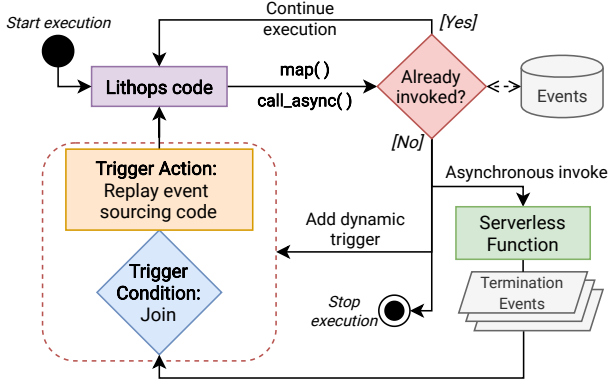 Start execution
Continue
execution
[Yes]
Lithops code
map( )
call_async( )
Already
invoked?
Events
[No]
Trigger Action:
Replay event
sourcing code
Asynchronous invoke
Serverless
Function
Add dynamic
trigger
Trigger
Condition:
Join
Termination
Events
Stop
execution